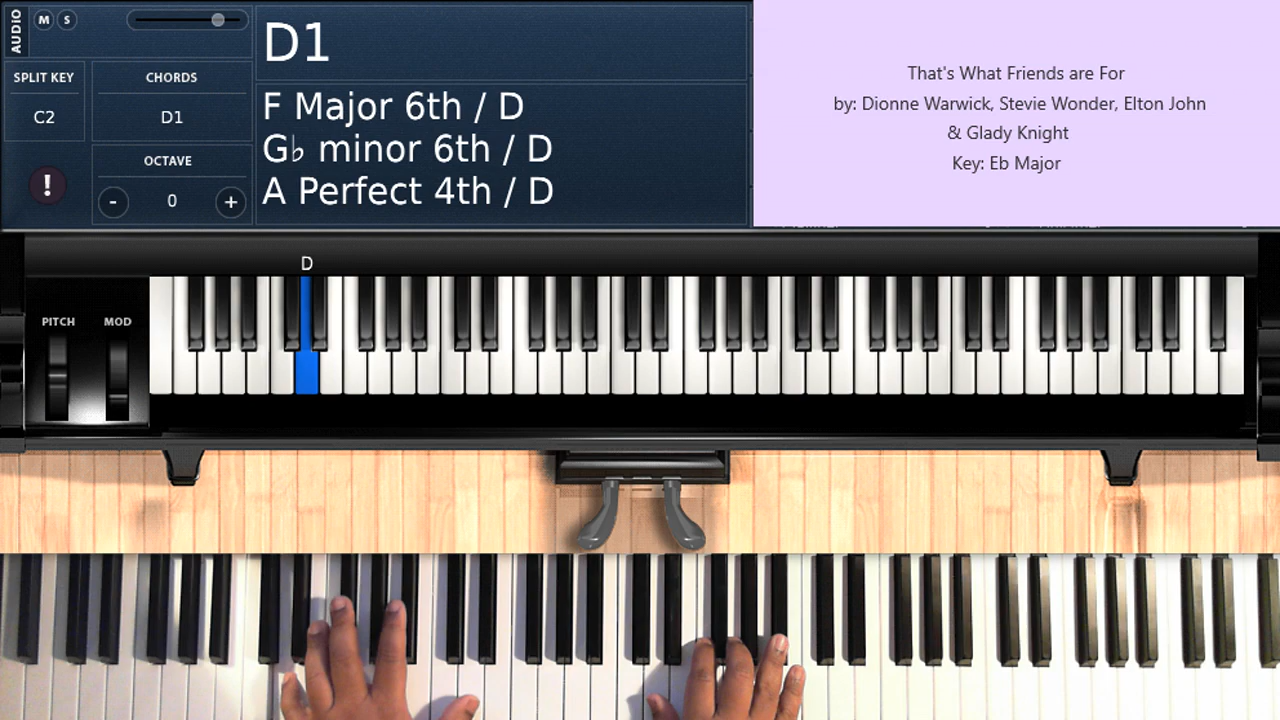 AUDIO
M S
SPLIT KEY
C2
!
CHORDS
D1
OCTAVE
- 0 +
D1
F Major 6th / D
G♭ minor 6th / D
A Perfect 4th / D
That's What Friends are For
by: Dionne Warwick, Stevie Wonder, Elton John
& Glady Knight
Key: Eb Major
D
PITCH MOD